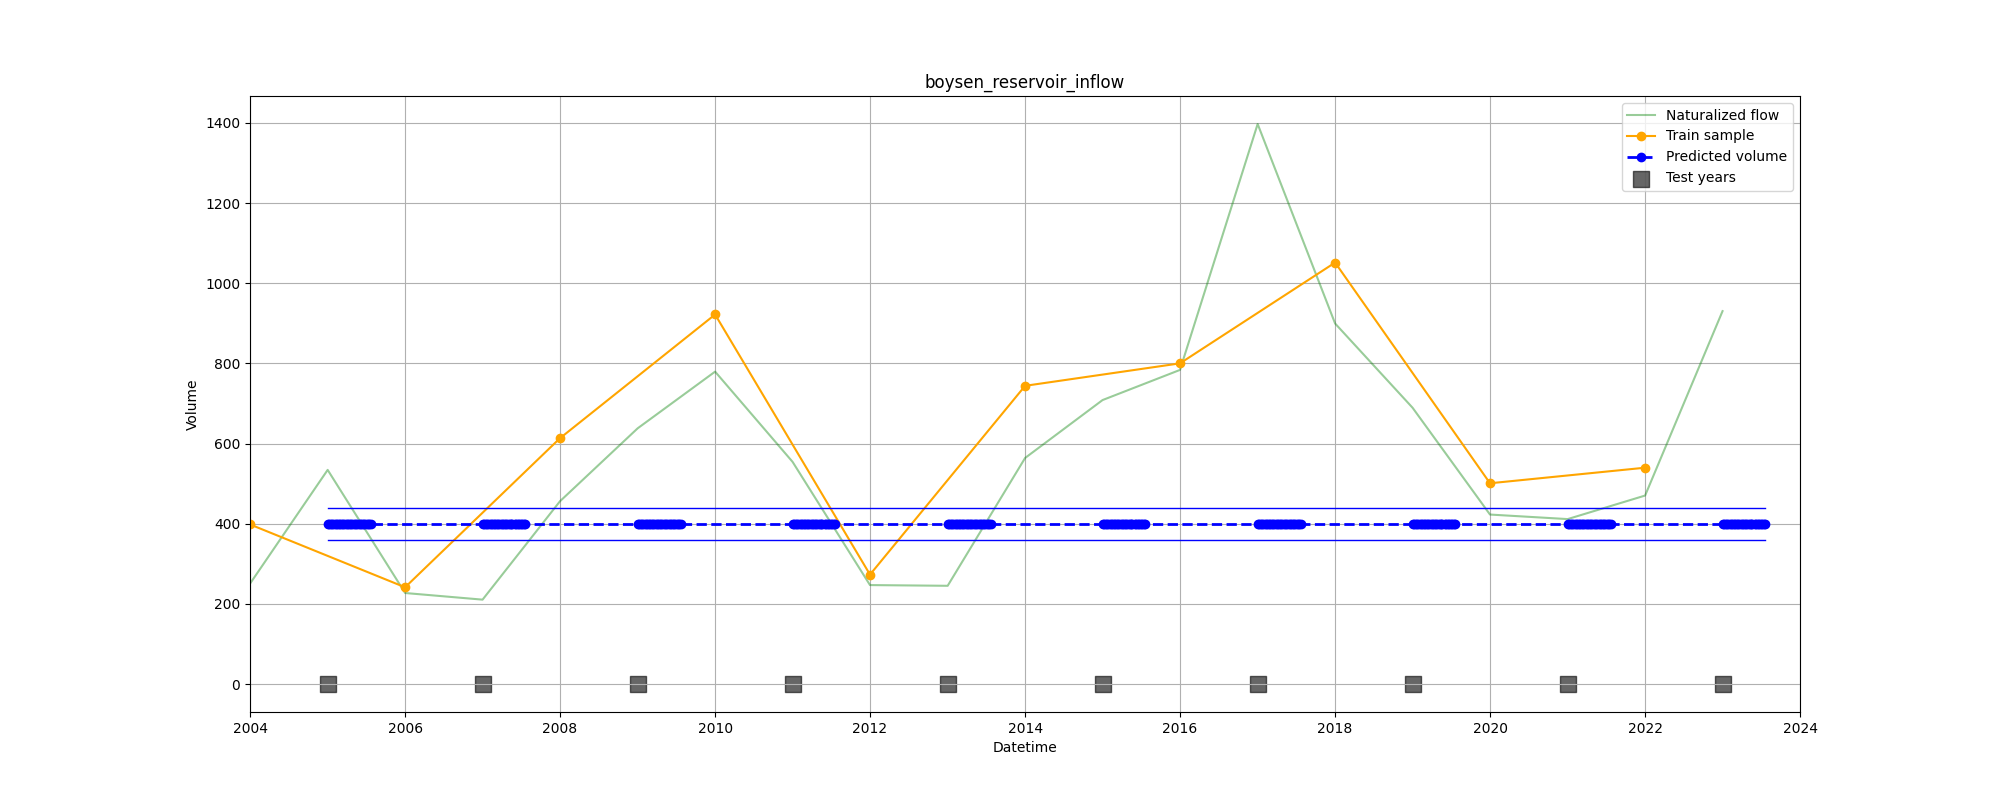 boysen_reservoir_inflow
Naturalized flow
Train sample
Predicted volume
Test years
1400
1200
1000
800
600
400
200
0
Volume
2004 2006 2008 2010 2012 2014 2016 2018 2020 2022 2024
Datetime